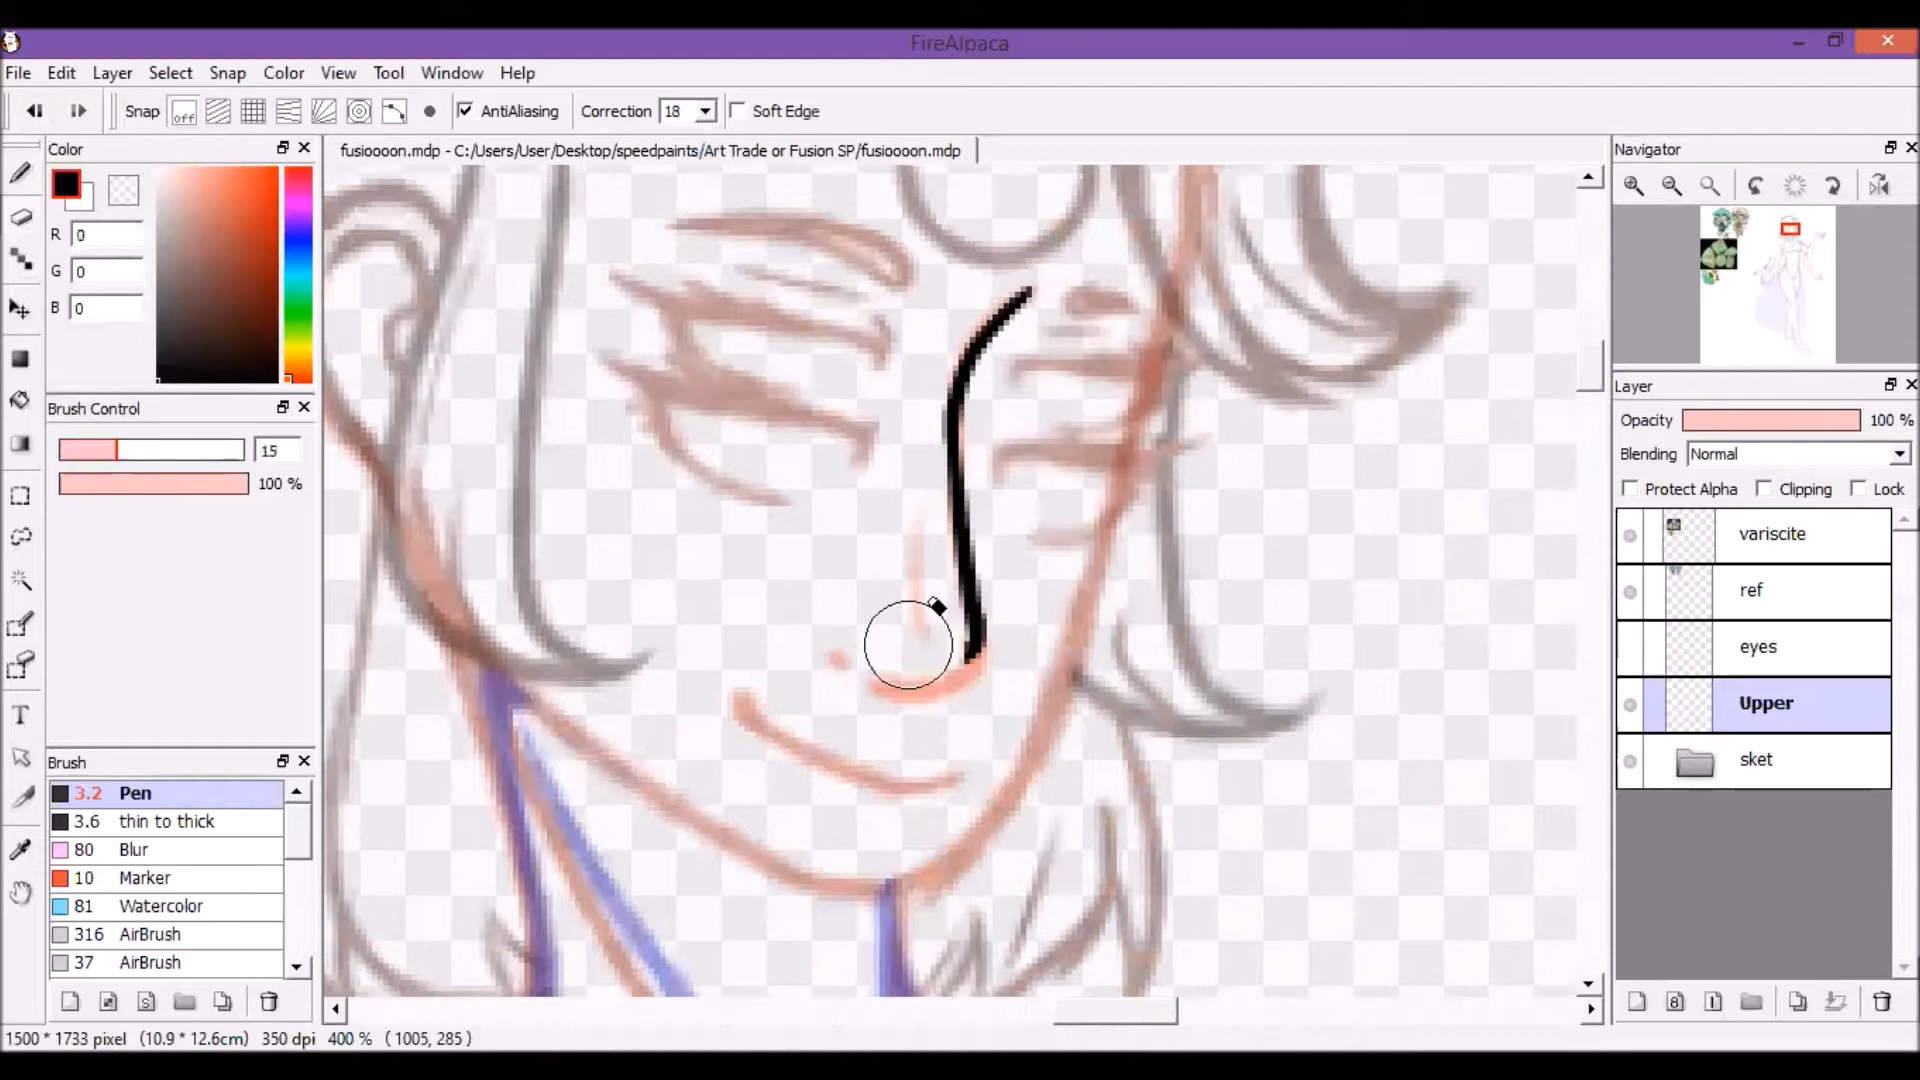 FireAlpaca
File Edit Layer Select Snap Color View Tool Window Help
Snap off AntiAliasing Correction 18 Soft Edge
Color
R 0
G 0
B 0
Brush Control
15
100 %
Brush
3.2 Pen
3.6 thin to thick
80 Blur
10 Marker
81 Watercolor
316 AirBrush
37 AirBrush
fusioooon.mdp - C:/Users/User/Desktop/speedpaints/Art Trade or Fusion SP/fusioooon.mdp
Navigator
Layer
Opacity 100 %
Blending Normal
Protect Alpha Clipping Lock
variscite
ref
eyes
Upper
sket
1500 * 1733 pixel (10.9 * 12.6cm) 350 dpi 400 % ( 1005, 285 )